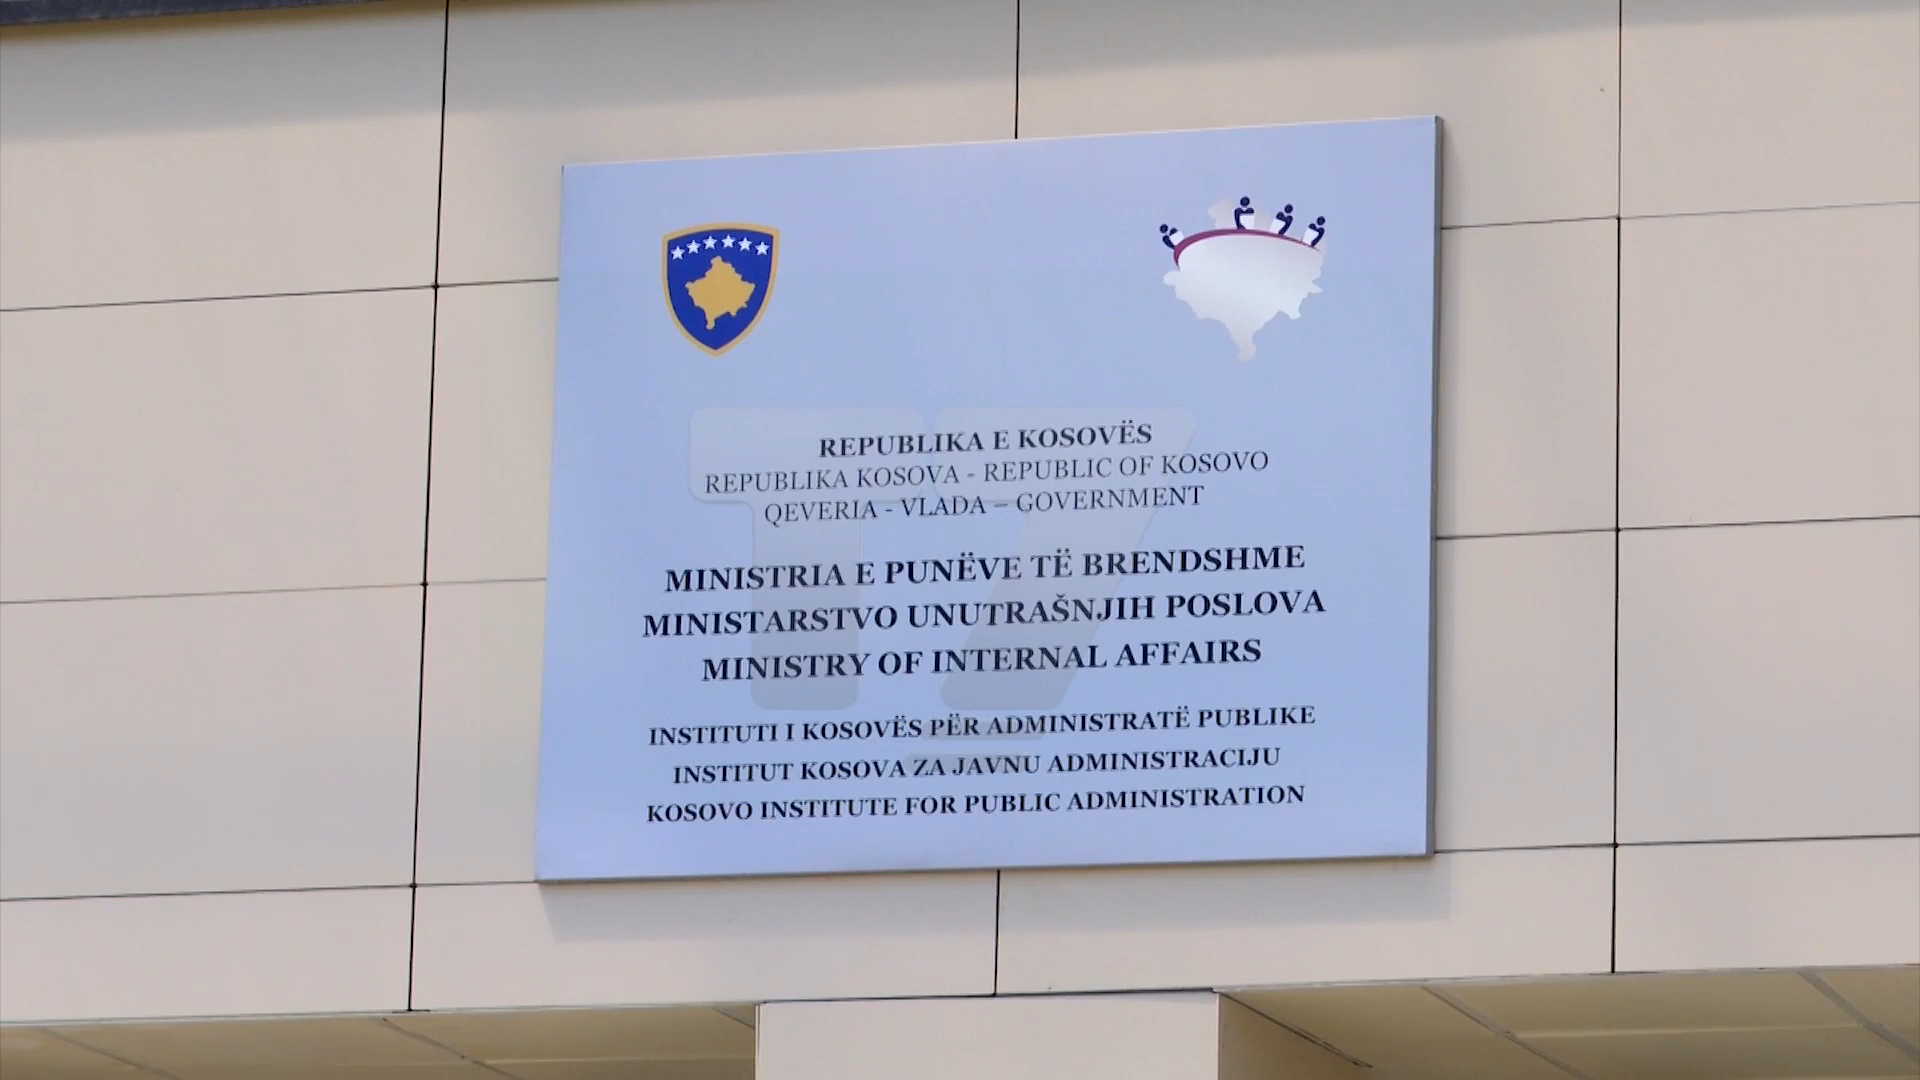 REPUBLIKA E KOSOVËS
REPUBLIKA KOSOVA - REPUBLIC OF KOSOVO
QEVERIA - VLADA – GOVERNMENT
MINISTRIA E PUNËVE TË BRENDSHME
MINISTARSTVO UNUTRAŠNJIH POSLOVA
MINISTRY OF INTERNAL AFFAIRS
INSTITUTI I KOSOVËS PËR ADMINISTRATË PUBLIKE
INSTITUT KOSOVA ZA JAVNU ADMINISTRACIJU
KOSOVO INSTITUTE FOR PUBLIC ADMINISTRATION